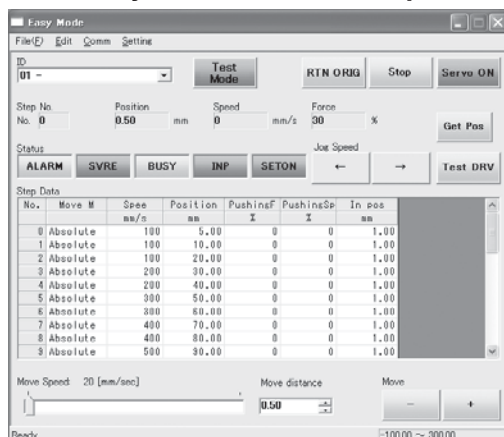 Easy Mode
File(F) Edit Comm Setting
ID
01 -
Test Mode
RTN ORIG Stop Servo ON
Step No. Position Speed Force
No. 0 0.50 mm 0 mm/s 30 %
Get Pos
Status Jog Speed
ALARM SVRE BUSY INP SETON ← → Test DRV
Step Data
No. Move M Spee Position PushingF PushingSp In pos
mm/s mm % % mm
0 Absolute 100 5.00 0 0 1.00
1 Absolute 100 10.00 0 0 1.00
2 Absolute 100 20.00 0 0 1.00
3 Absolute 200 30.00 0 0 1.00
4 Absolute 200 40.00 0 0 1.00
5 Absolute 300 50.00 0 0 1.00
6 Absolute 300 60.00 0 0 1.00
7 Absolute 400 70.00 0 0 1.00
8 Absolute 400 80.00 0 0 1.00
9 Absolute 500 90.00 0 0 1.00
Move Speed: 20 [mm/sec] Move distance Move
0.50 - +
Ready -100.00 ~ 300.00